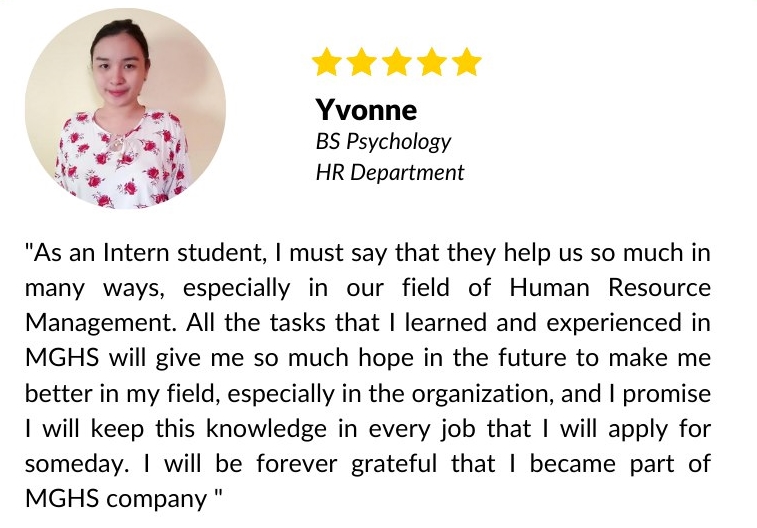 Yvonne
BS Psychology
HR Department
"As an Intern student, I must say that they help us so much in
many ways, especially in our field of Human Resource
Management. All the tasks that I learned and experienced in
MGHS will give me so much hope in the future to make me
better in my field, especially in the organization, and I promise
I will keep this knowledge in every job that I will apply for
someday. I will be forever grateful that I became part of
MGHS company "